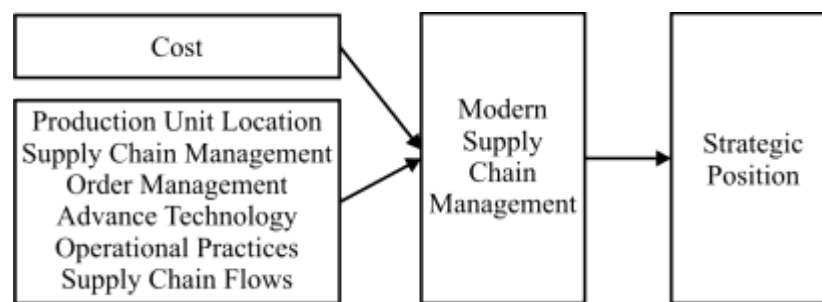 Cost
Production Unit Location
Supply Chain Management
Order Management
Advance Technology
Operational Practices
Supply Chain Flows
Modern
Supply
Chain
Management
Strategic
Position